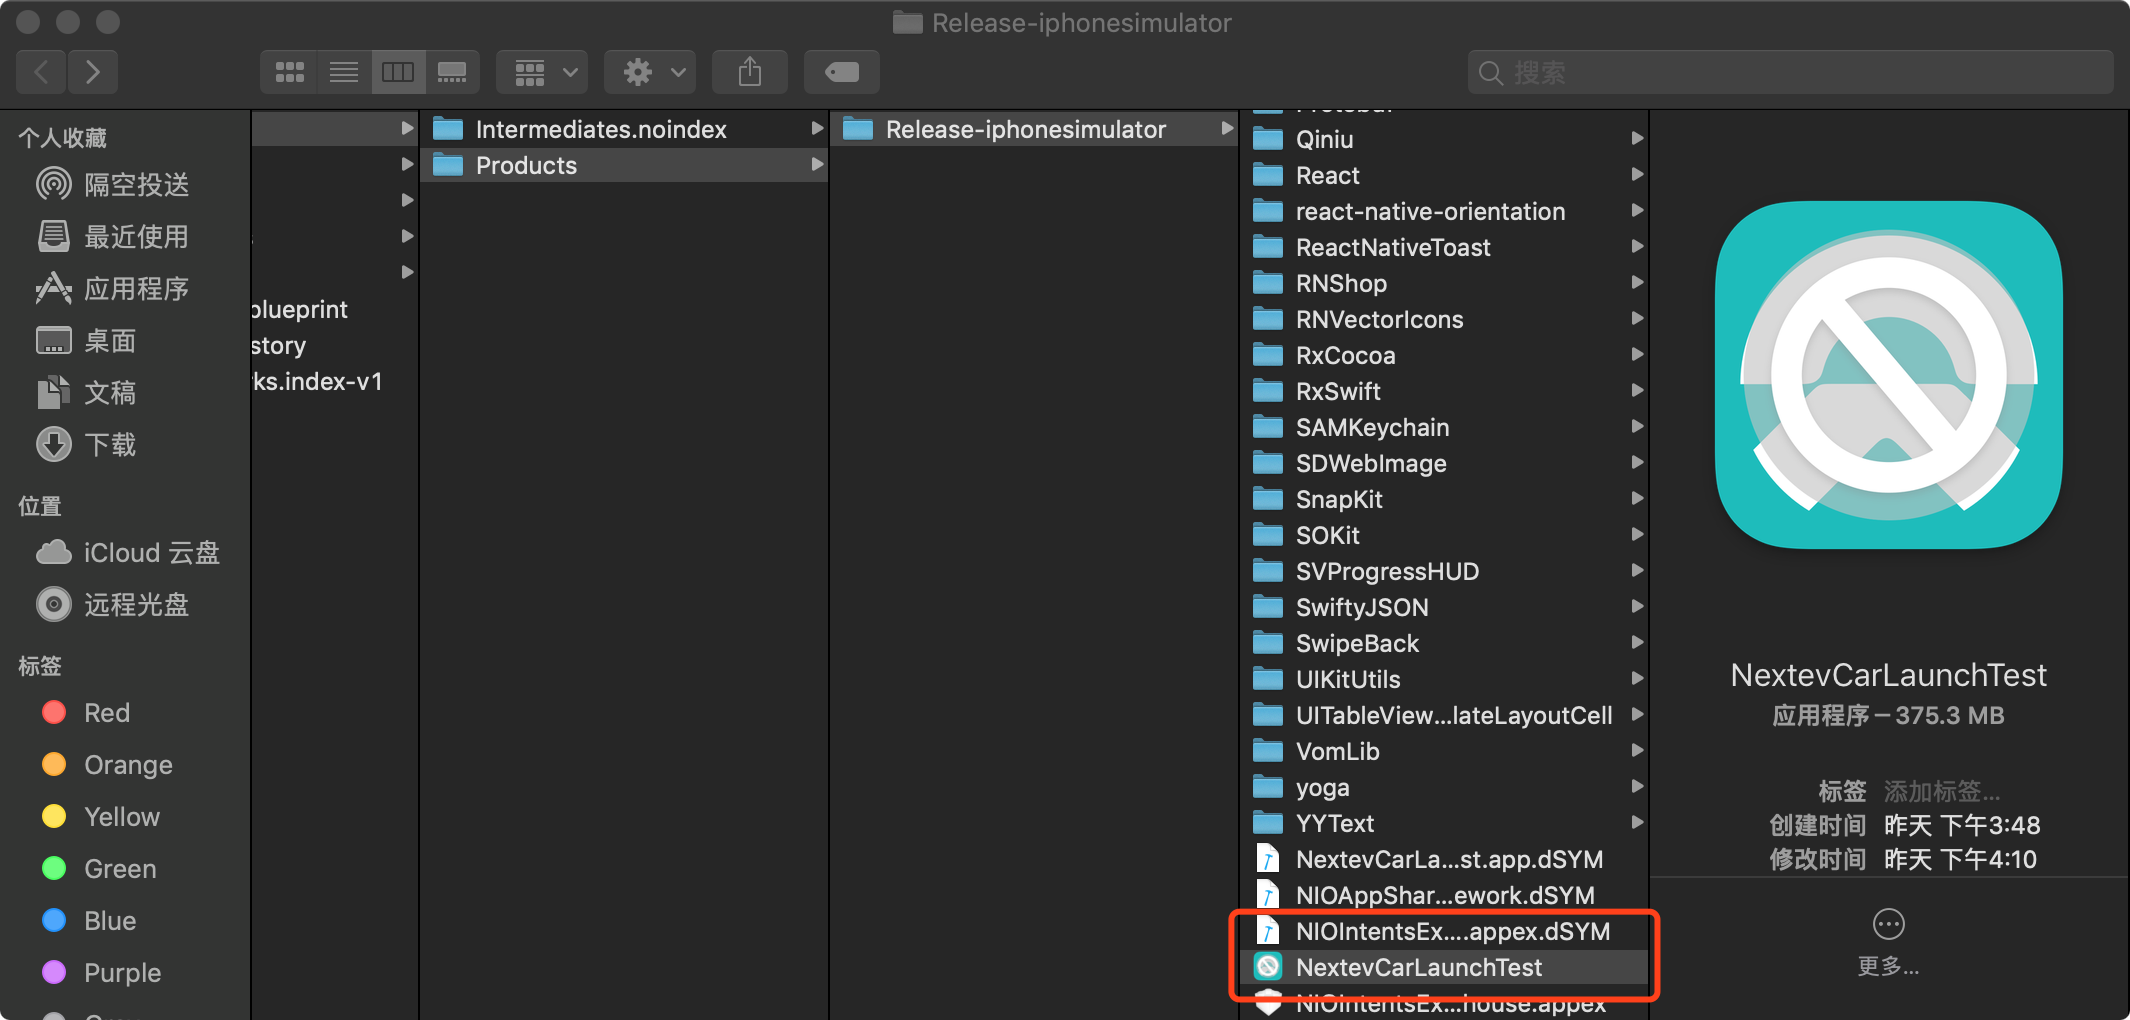 Release-iphonesimulator
搜索
个人收藏
隔空投送
最近使用
应用程序
桌面
文稿
下载
位置
iCloud 云盘
远程光盘
标签
Red
Orange
Yellow
Green
Blue
Purple
blueprint
story
rks.index-v1
Intermediates.noindex
Products
Release-iphonesimulator
Qiniu
React
react-native-orientation
ReactNativeToast
RNShop
RNVectorIcons
RxCocoa
RxSwift
SAMKeychain
SDWebImage
SnapKit
SOKit
SVProgressHUD
SwiftyJSON
SwipeBack
UIKitUtils
UITableView...lateLayoutCell
VomLib
yoga
YYText
NextevCarLa...st.app.dSYM
NIOAppShar...ework.dSYM
NIOIntentsEx....appex.dSYM
NextevCarLaunchTest
NIOIntentsEx...house.appex
NextevCarLaunchTest
应用程序 – 375.3 MB
标签 添加标签...
创建时间 昨天 下午3:48
修改时间 昨天 下午4:10
更多...